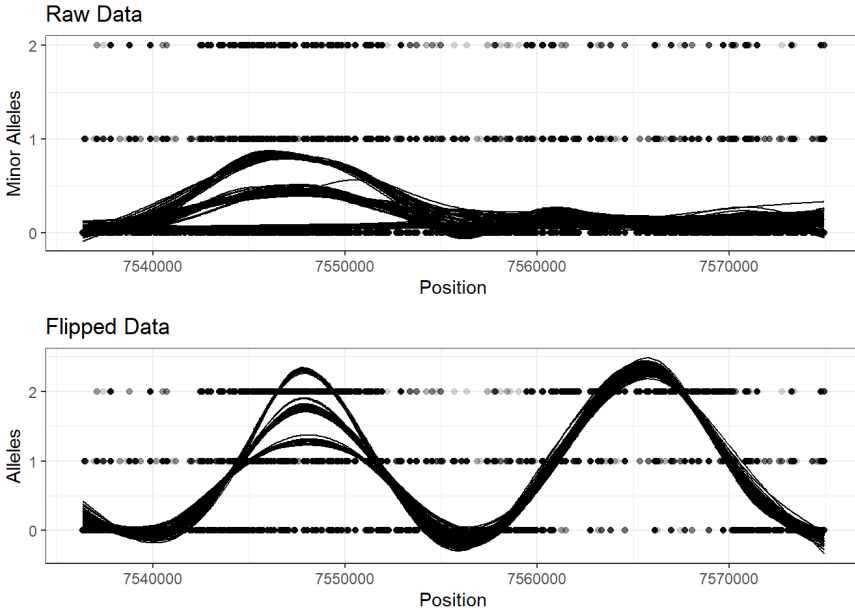 Raw Data
2
1
0
Minor Alleles
7540000 7550000 7560000 7570000
Position
Flipped Data
2
1
0
Alleles
7540000 7550000 7560000 7570000
Position